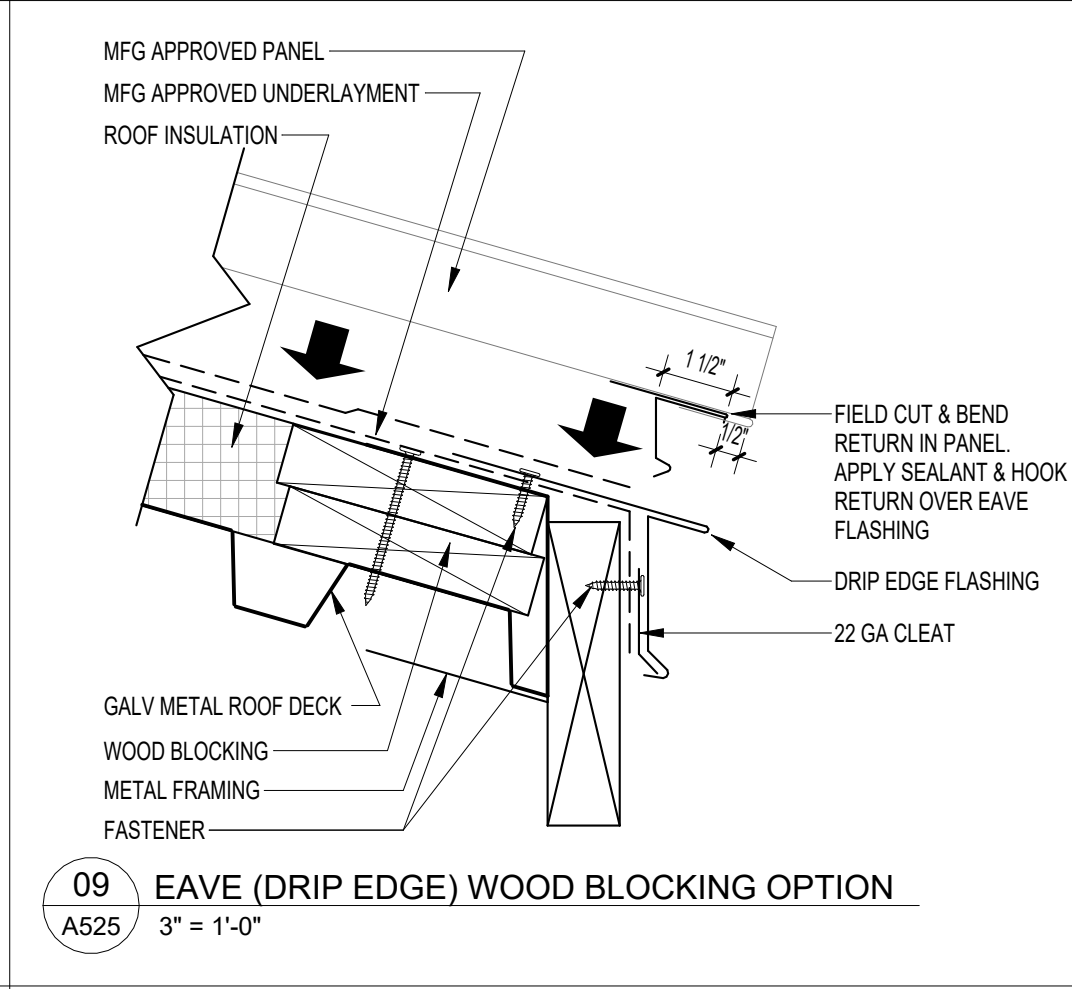 MFG APPROVED PANEL
MFG APPROVED UNDERLAYMENT
ROOF INSULATION
1 1/2"
1/2"
FIELD CUT & BEND
RETURN IN PANEL.
APPLY SEALANT & HOOK
RETURN OVER EAVE
FLASHING
DRIP EDGE FLASHING
22 GA CLEAT
GALV METAL ROOF DECK
WOOD BLOCKING
METAL FRAMING
FASTENER
09
A525
EAVE (DRIP EDGE) WOOD BLOCKING OPTION
3" = 1'-0"